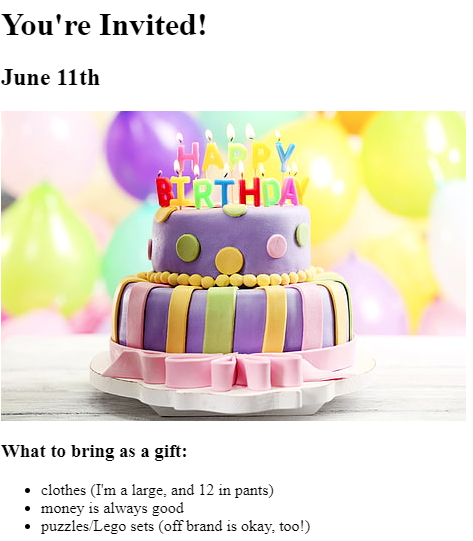 You're Invited!
June 11th
HAPPY
BIRTHDAY
What to bring as a gift:
clothes (I'm a large, and 12 in pants)
money is always good
puzzles/Lego sets (off brand is okay, too!)